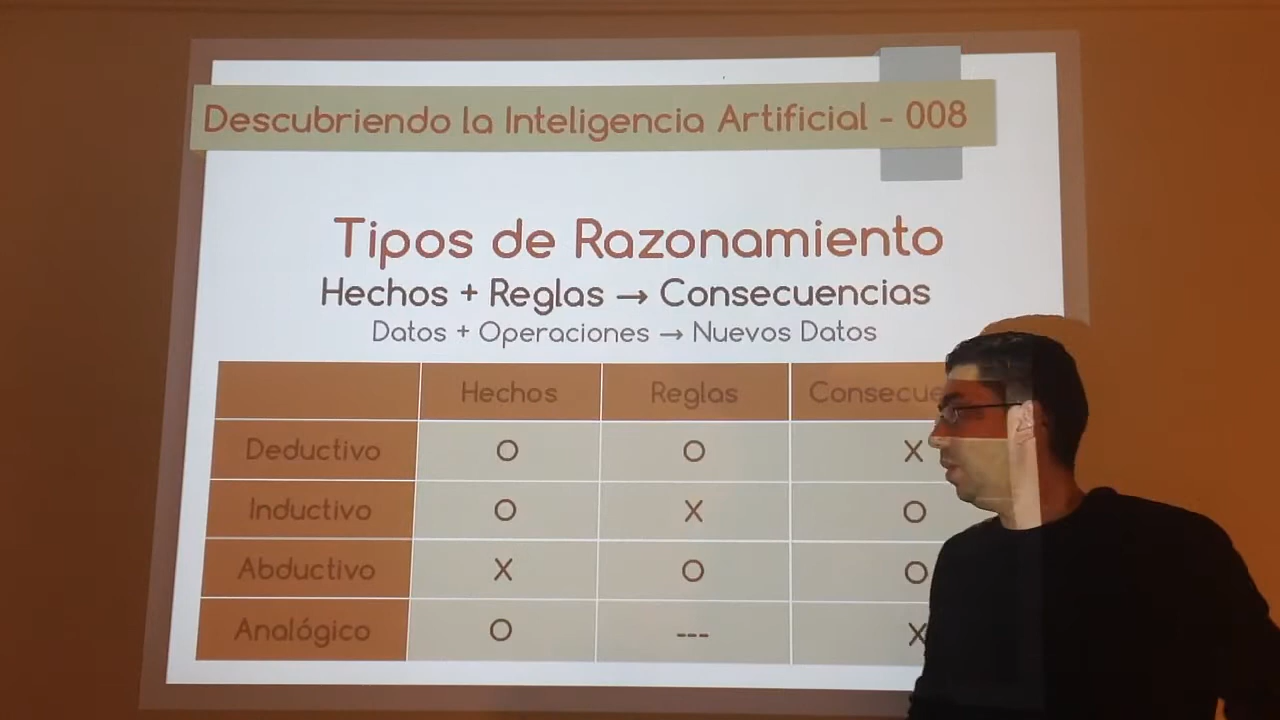 Descubriendo la Inteligencia Artificial - 008
Tipos de Razonamiento
Hechos + Reglas → Consecuencias
Datos + Operaciones → Nuevos Datos
Hechos Reglas Consecue
Deductivo O O X
Inductivo O X O
Abductivo X O O
Analógico O --- X